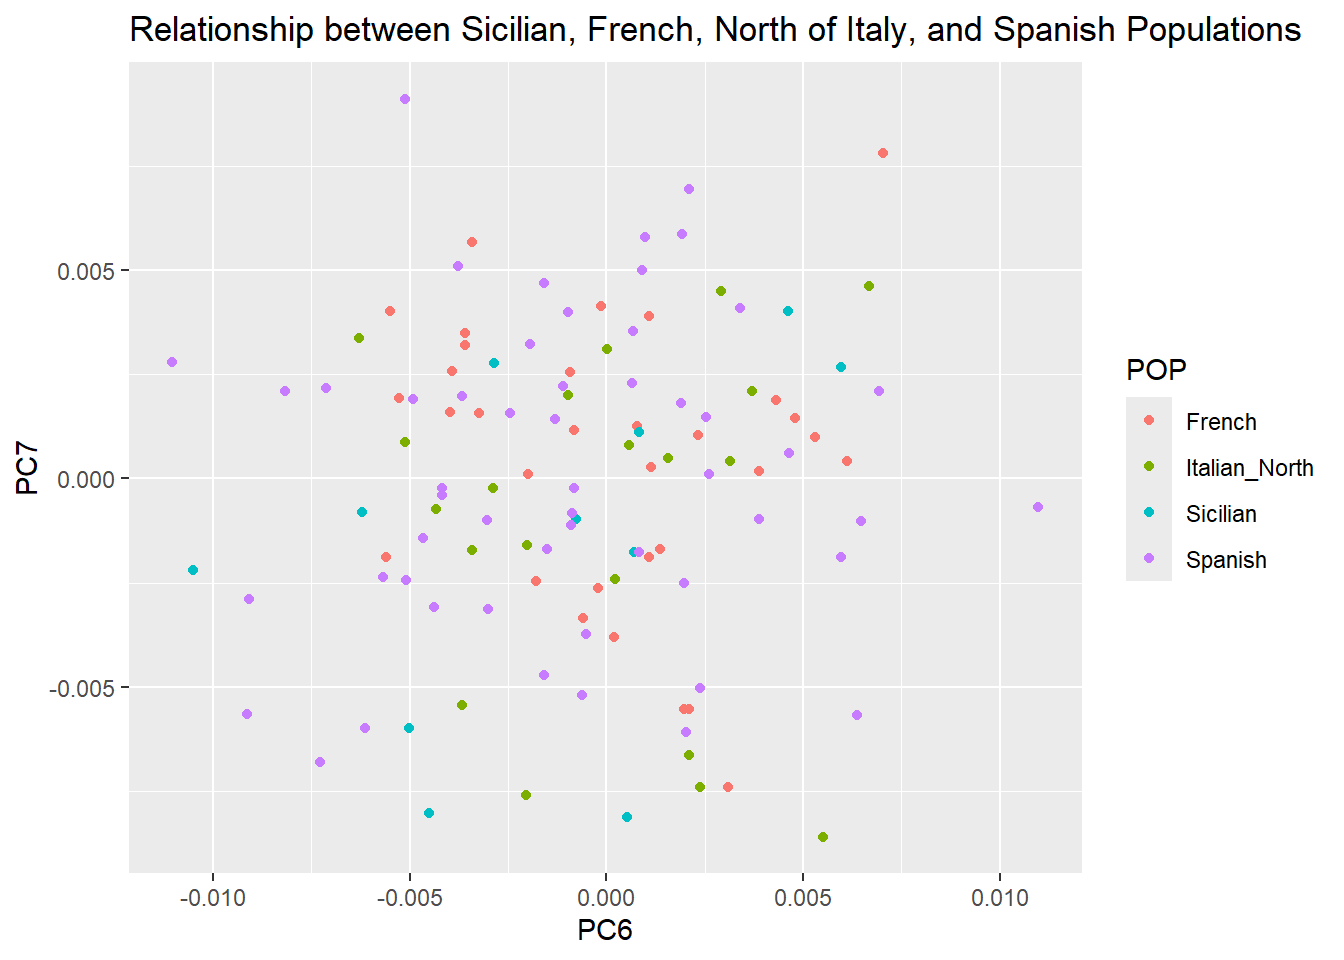 Relationship between Sicilian, French, North of Italy, and Spanish Populations
0.005
0.000
-0.005
PC7
-0.010
-0.005
0.000
0.005
0.010
PC6
POP
French
Italian_North
Sicilian
Spanish